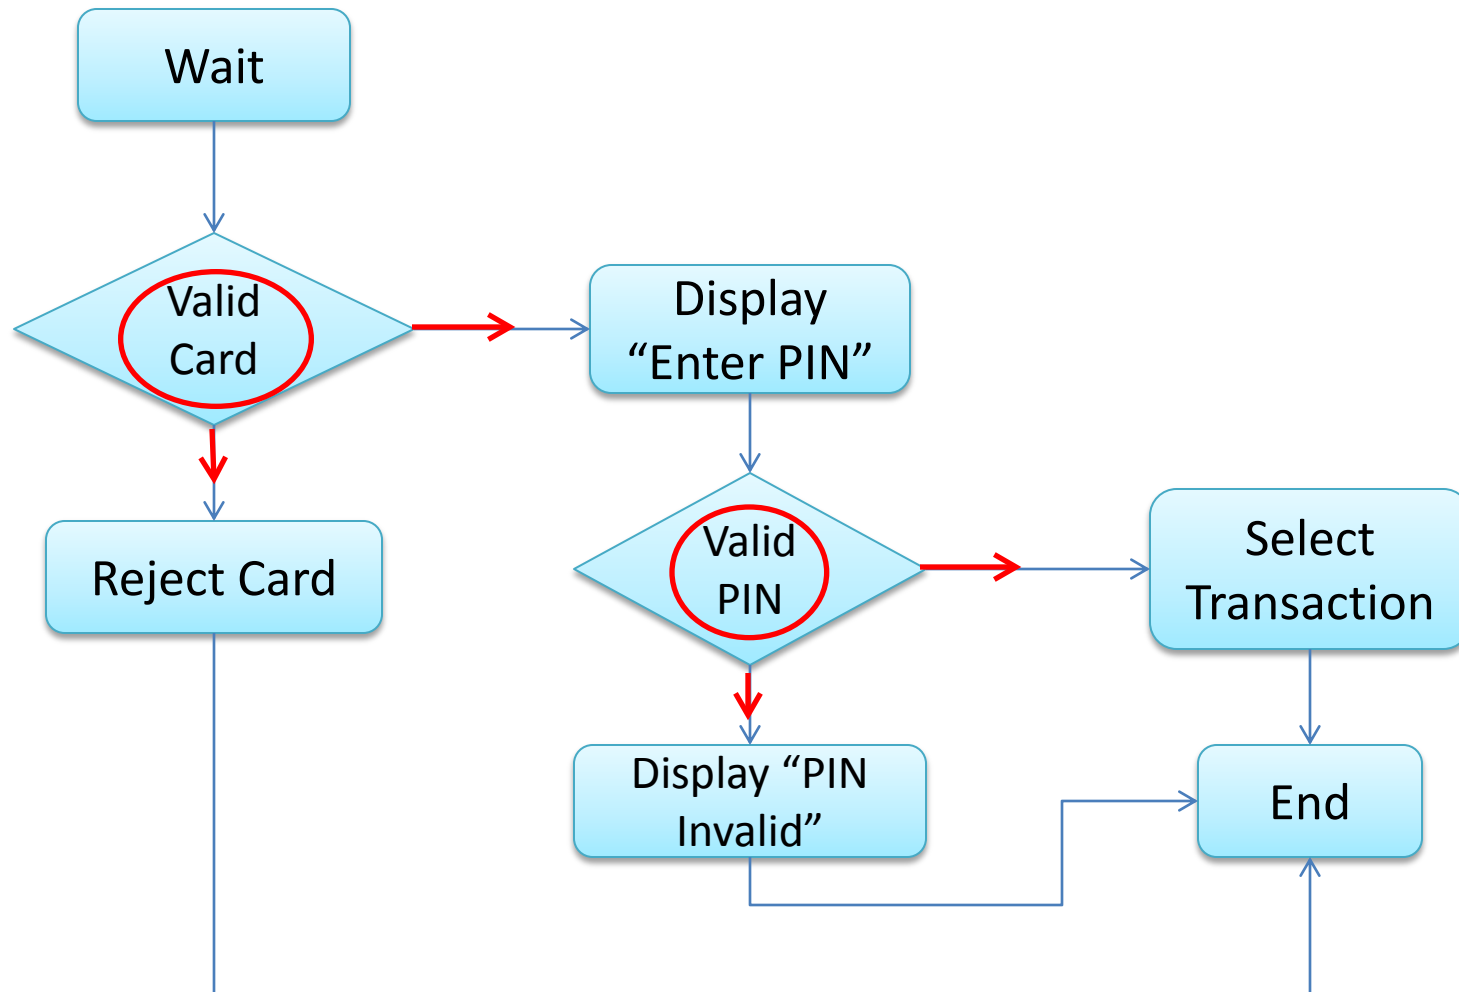 Wait
Valid
Card
Display
“Enter PIN”
Reject Card
Valid
PIN
Select
Transaction
Display “PIN
Invalid”
End